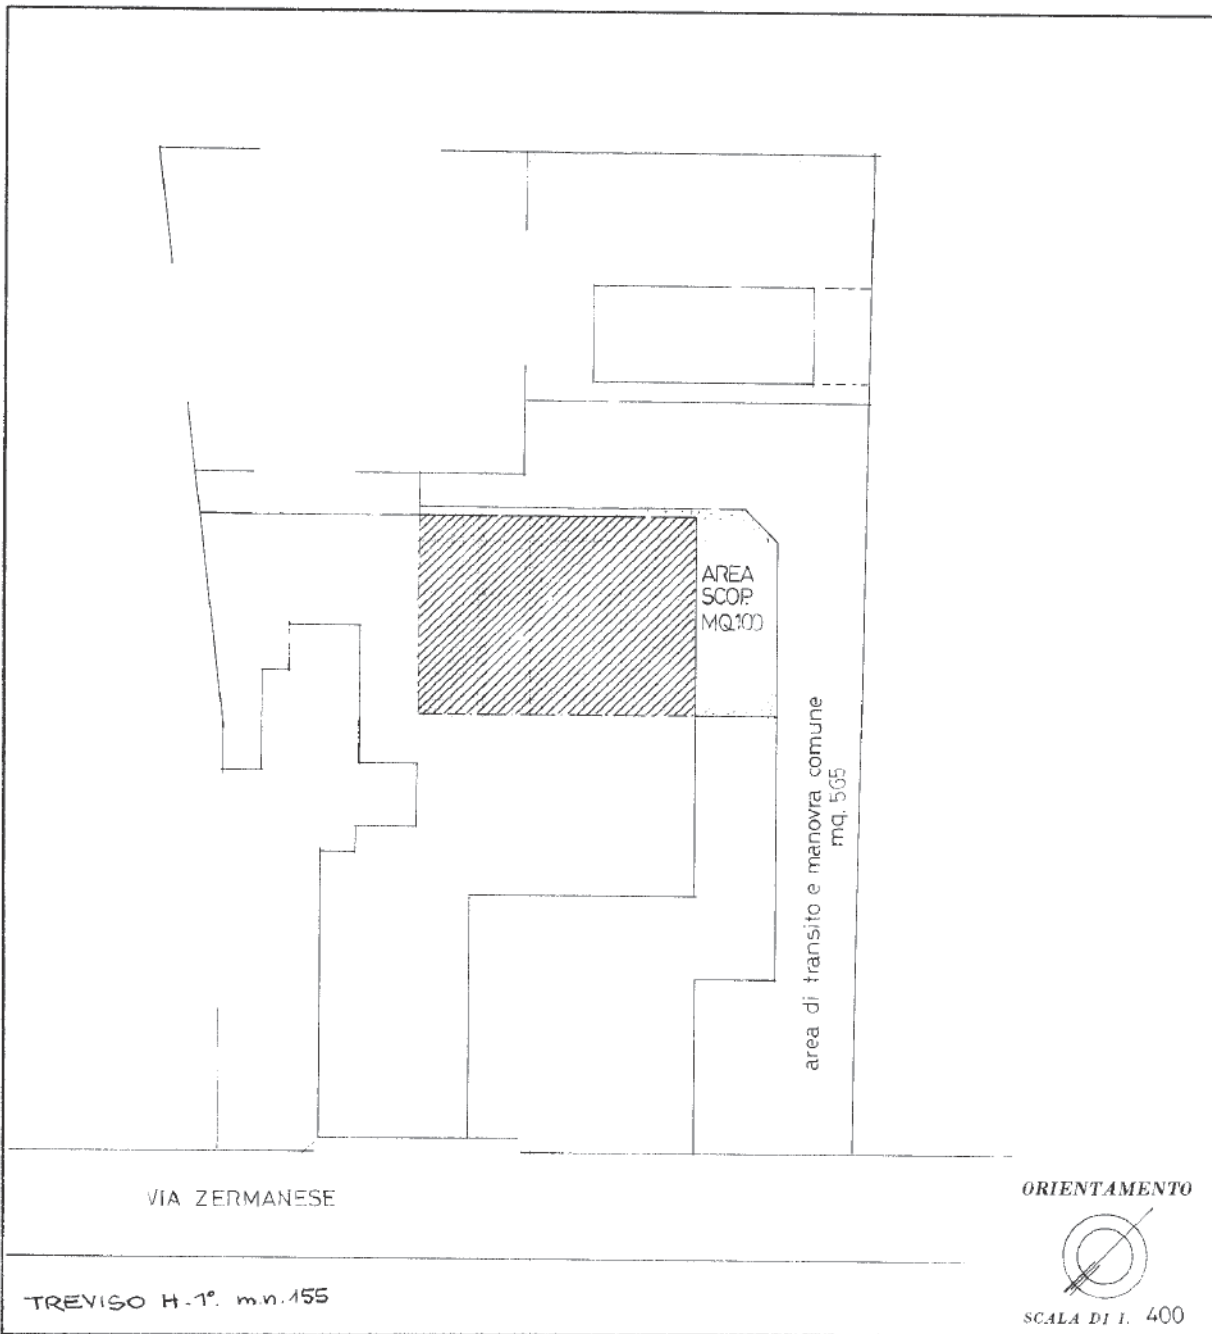 AREA
SCOP.
MQ.100
area di transito e manovra comune
mq. 565
VIA ZERMANESE
ORIENTAMENTO
SCALA DI 1. 400
TREVISO H-1°. m.n. 155